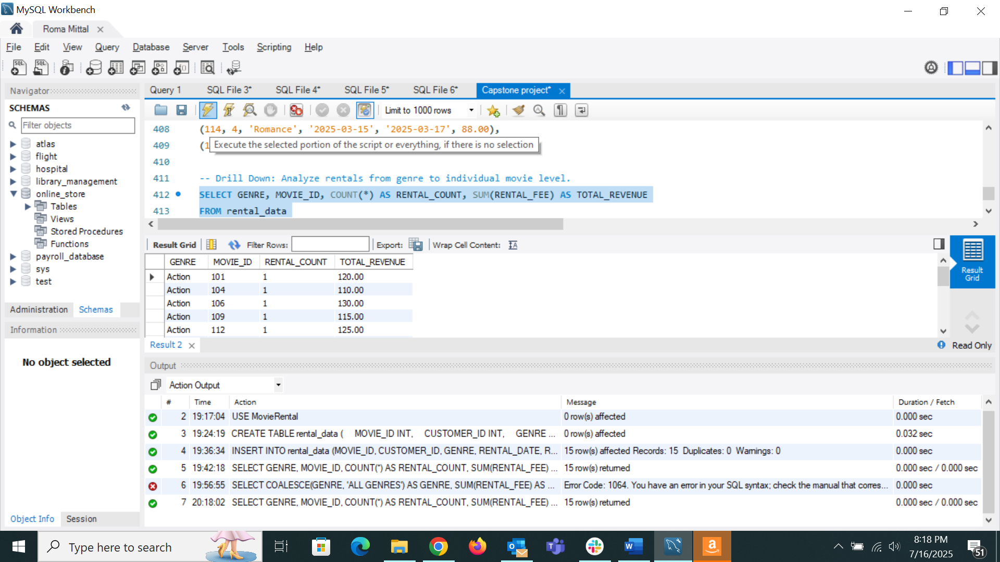 MySQL Workbench
Roma Mittal
File Edit View Query Database Server Tools Scripting Help
Navigator
SCHEMAS
Filter objects
atlas
flight
hospital
library_management
online_store
Tables
Views
Stored Procedures
Functions
payroll_database
sys
test
Administration Schemas
Information
No object selected
Object Info Session
Query 1 SQL File 3* SQL File 4* SQL File 5* SQL File 6* Capstone project*
Limit to 1000 rows
408 (114, 4, 'Romance', '2025-03-15', '2025-03-17', 88.00),
409 (1
Execute the selected portion of the script or everything, if there is no selection
410
411 -- Drill Down: Analyze rentals from genre to individual movie level.
412 SELECT GENRE, MOVIE_ID, COUNT(*) AS RENTAL_COUNT, SUM(RENTAL_FEE) AS TOTAL_REVENUE
413 FROM rental_data
Result Grid Filter Rows: Export: Wrap Cell Content:
GENRE MOVIE_ID RENTAL_COUNT TOTAL_REVENUE
Action 101 1 120.00
Action 104 1 110.00
Action 106 1 130.00
Action 109 1 115.00
Action 112 1 125.00
Result Grid
Result 2
Read Only
Output
Action Output
# Time Action Message Duration / Fetch
2 19:17:04 USE MovieRental 0 row(s) affected 0.000 sec
3 19:24:19 CREATE TABLE rental_data ( MOVIE_ID INT, CUSTOMER_ID INT, GENRE ... 0 row(s) affected 0.032 sec
4 19:36:34 INSERT INTO rental_data (MOVIE_ID, CUSTOMER_ID, GENRE, RENTAL_DATE, R... 15 row(s) affected Records: 15 Duplicates: 0 Warnings: 0 0.000 sec
5 19:42:18 SELECT GENRE, MOVIE_ID, COUNT(*) AS RENTAL_COUNT, SUM(RENTAL_FEE) ... 15 row(s) returned 0.000 sec / 0.000 sec
6 19:56:55 SELECT COALESCE(GENRE, 'ALL GENRES') AS GENRE, SUM(RENTAL_FEE) AS ... Error Code: 1064. You have an error in your SQL syntax; check the manual that corres... 0.000 sec
7 20:18:02 SELECT GENRE, MOVIE_ID, COUNT(*) AS RENTAL_COUNT, SUM(RENTAL_FEE) ... 15 row(s) returned 0.000 sec / 0.000 sec
Type here to search
8:18 PM
7/16/2025
51